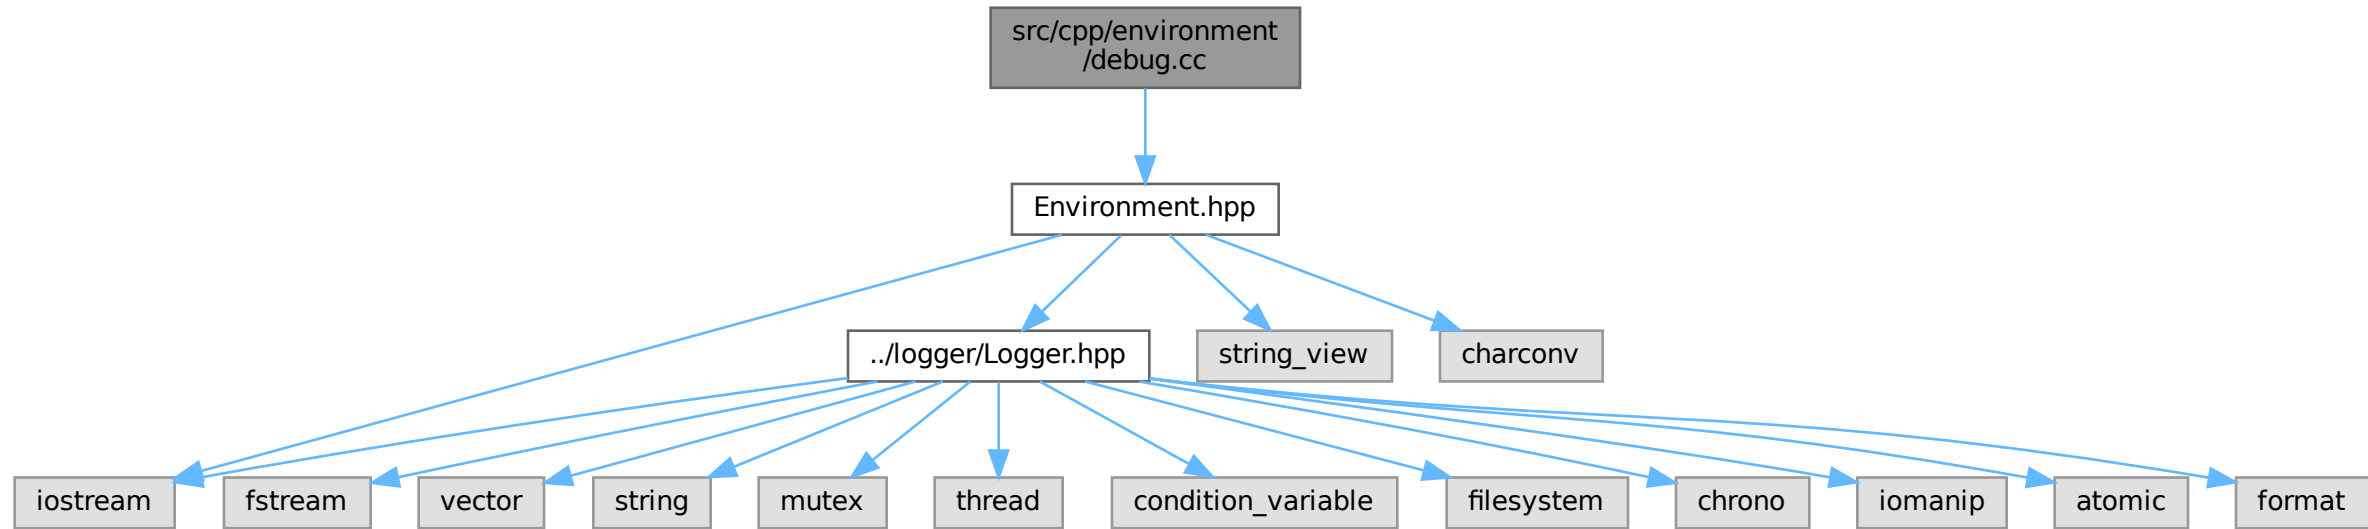 src/cpp/environment
/debug.cc
Environment.hpp
../logger/Logger.hpp
string_view
charconv
iostream
fstream
vector
string
mutex
thread
condition_variable
filesystem
chrono
iomanip
atomic
format